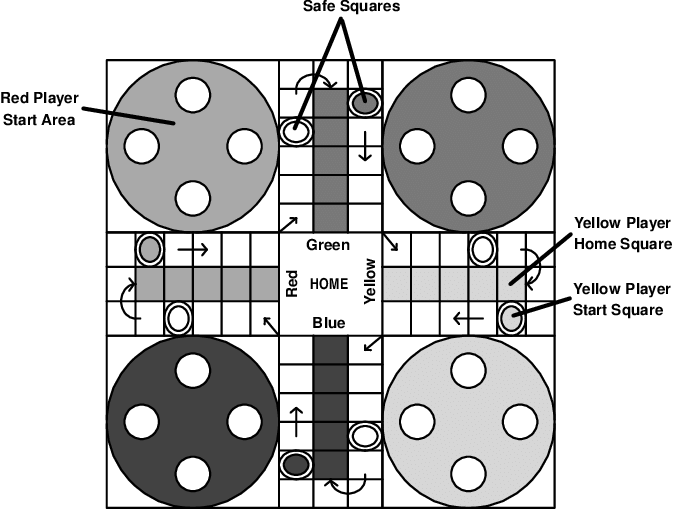 Safe Squares
Red Player
Start Area
Green
Red
HOME
Yellow
Blue
Yellow Player
Home Square
Yellow Player
Start Square